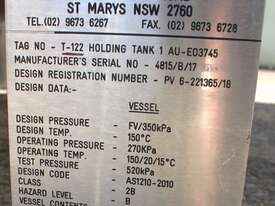 ST MARYS NSW 2760
TEL.(02) 9673 6267 FAX. (02) 9673 6728
TAG NO - T-122 HOLDING TANK 1 AU-E03745
MANUFACTURER'S SERIAL NO - 4815/B/17
DESIGN REGISTRATION NUMBER - PV 6-221365/18
DESIGN DATA:-
VESSEL
DESIGN PRESSURE - FV/350kPa
DESIGN TEMP. - 150°C
OPERATING PRESSURE - 270KPa
OPERATING TEMP. - 150/20/15°C
TEST PRESSURE - 520kPa
DESIGN CODE - AS1210-2010
CLASS - 2B
HAZARD LEVEL - B
VESSEL CONTENTS